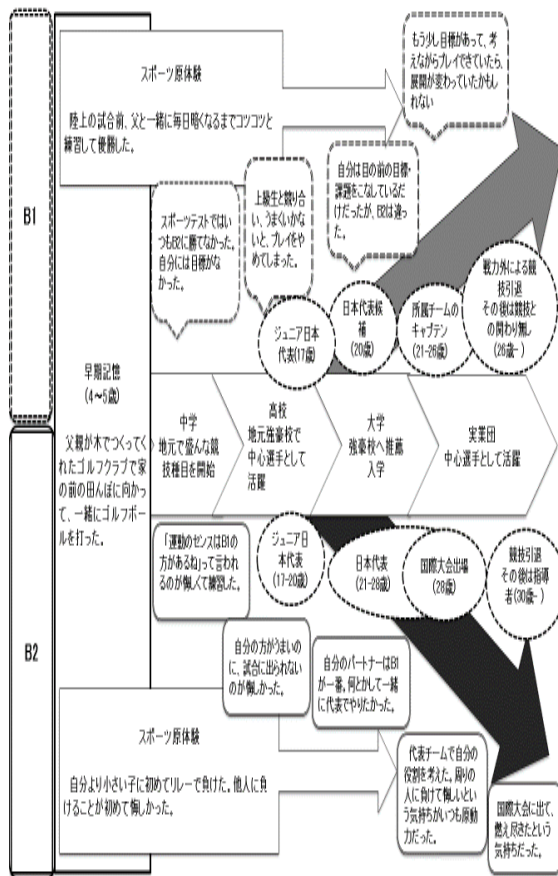 B1
スポーツ原体験
陸上の試合前、父と一緒に毎日暗くなるまでコツコツと
練習して優勝した。
もう少し目標があって、考
えながらプレイできていたら、
展開が変わっていたかもし
れない
スポーツテストでは
いつもB2に勝てなかった。
自分には目標がな
かった。
上級生と競り合
い、うまくいかな
いと、プレイをや
めてしまった。
自分は目の前の目標・
課題をこなしている
だけだったが、B2は違っ
た。
ジュニア日本
代表(17歳)
日本代表候
補
(20歳)
所属チームの
キャプテン
(21-26歳)
戦力外による競
技引退
その後は競技と
の関わり無し
(26歳-)
早期記憶
(4～5歳)
父親が木でつくってく
れたゴルフクラブで家
の前の田んぼに向かっ
て、一緒にゴルフボー
ルを打った。
中学
地元で盛んな競
技種目を開始
高校
地元強豪校で
中心選手として
活躍
大学
強豪校へ推薦
入学
実業団
中心選手として活躍
B2
「運動のセンスはB1の
方があるね」って言われ
るのが悔しくて練習した。
ジュニア日
本代表
(17-20歳)
日本代表
(21-28歳)
国際大会出場
(28歳)
競技引退
その後は指導
者(30歳-)
自分の方がうまいの
に、試合に出られない
のが悔しかった。
自分のパートナーはB1
が一番。何とかして一緒
に代表でやりたかった。
スポーツ原体験
自分より小さい子に初めてリレーで負けた。他人に負
けることが初めて悔しかった。
代表チームで自分の
役割を考えた。周りの
人に負けて悔しいとい
う気持ちがいつも原動
力だった。
国際大会に出て、
燃え尽きたという
気持ちだった。